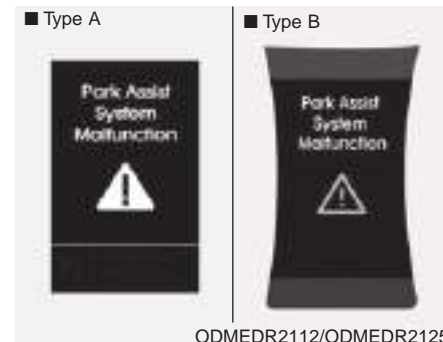 ■ Type A
Park Assist
System
Malfunction
■ Type B
Park Assist
System
Malfunction
ODMEDR2112/ODMEDR2125